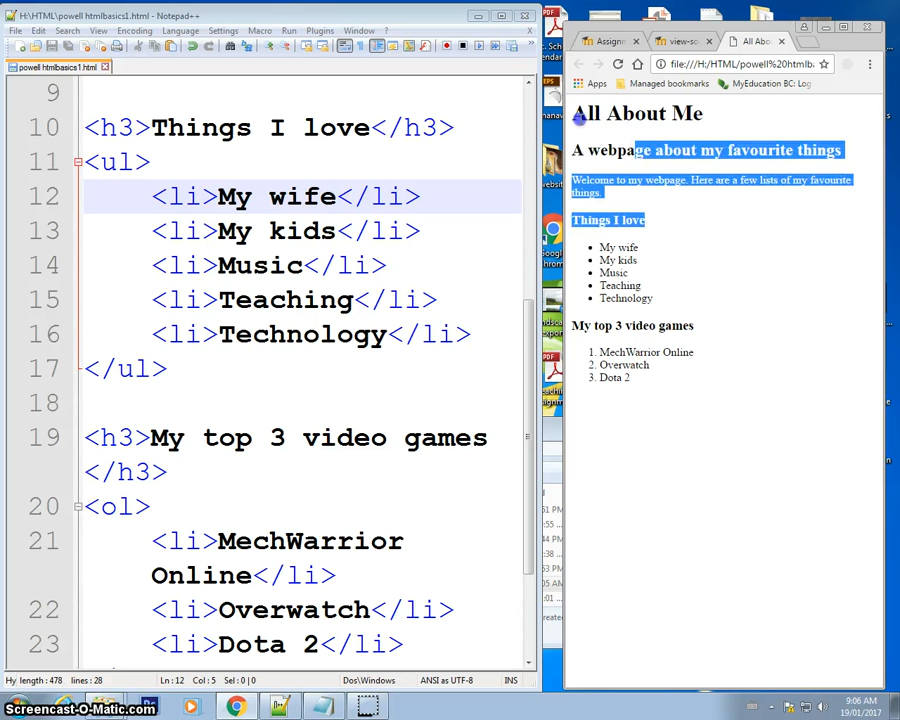 H:\HTML\powell htmlbasics1.html - Notepad++
File Edit Search View Encoding Language Settings Macro Run Plugins Window ?
powell htmlbasics1.html
9
10 <h3>Things I love</h3>
11 <ul>
12 <li>My wife</li>
13 <li>My kids</li>
14 <li>Music</li>
15 <li>Teaching</li>
16 <li>Technology</li>
17 </ul>
18
19 <h3>My top 3 video games
</h3>
20 <ol>
21 <li>MechWarrior
Online</li>
22 <li>Overwatch</li>
23 <li>Dota 2</li>
Hy length : 478 lines : 28 Ln : 12 Col : 5 Sel : 0 | 0 Dos\Windows ANSI as UTF-8 INS
Assignm view-so All Abo
file:///H:/HTML/powell%20htmlba
Apps Managed bookmarks MyEducation BC: Log
All About Me
A webpage about my favourite things
Welcome to my webpage. Here are a few lists of my favourite
things.
Things I love
• My wife
• My kids
• Music
• Teaching
• Technology
My top 3 video games
1. MechWarrior Online
2. Overwatch
3. Dota 2
Screencast-O-Matic.com
9:06 AM
19/01/2017